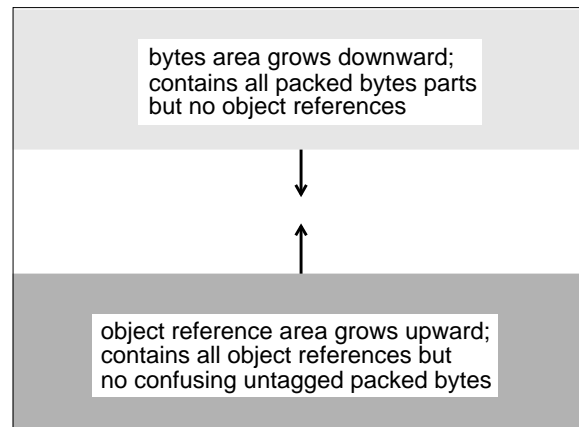 bytes area grows downward;
contains all packed bytes parts
but no object references
object reference area grows upward;
contains all object references but
no confusing untagged packed bytes